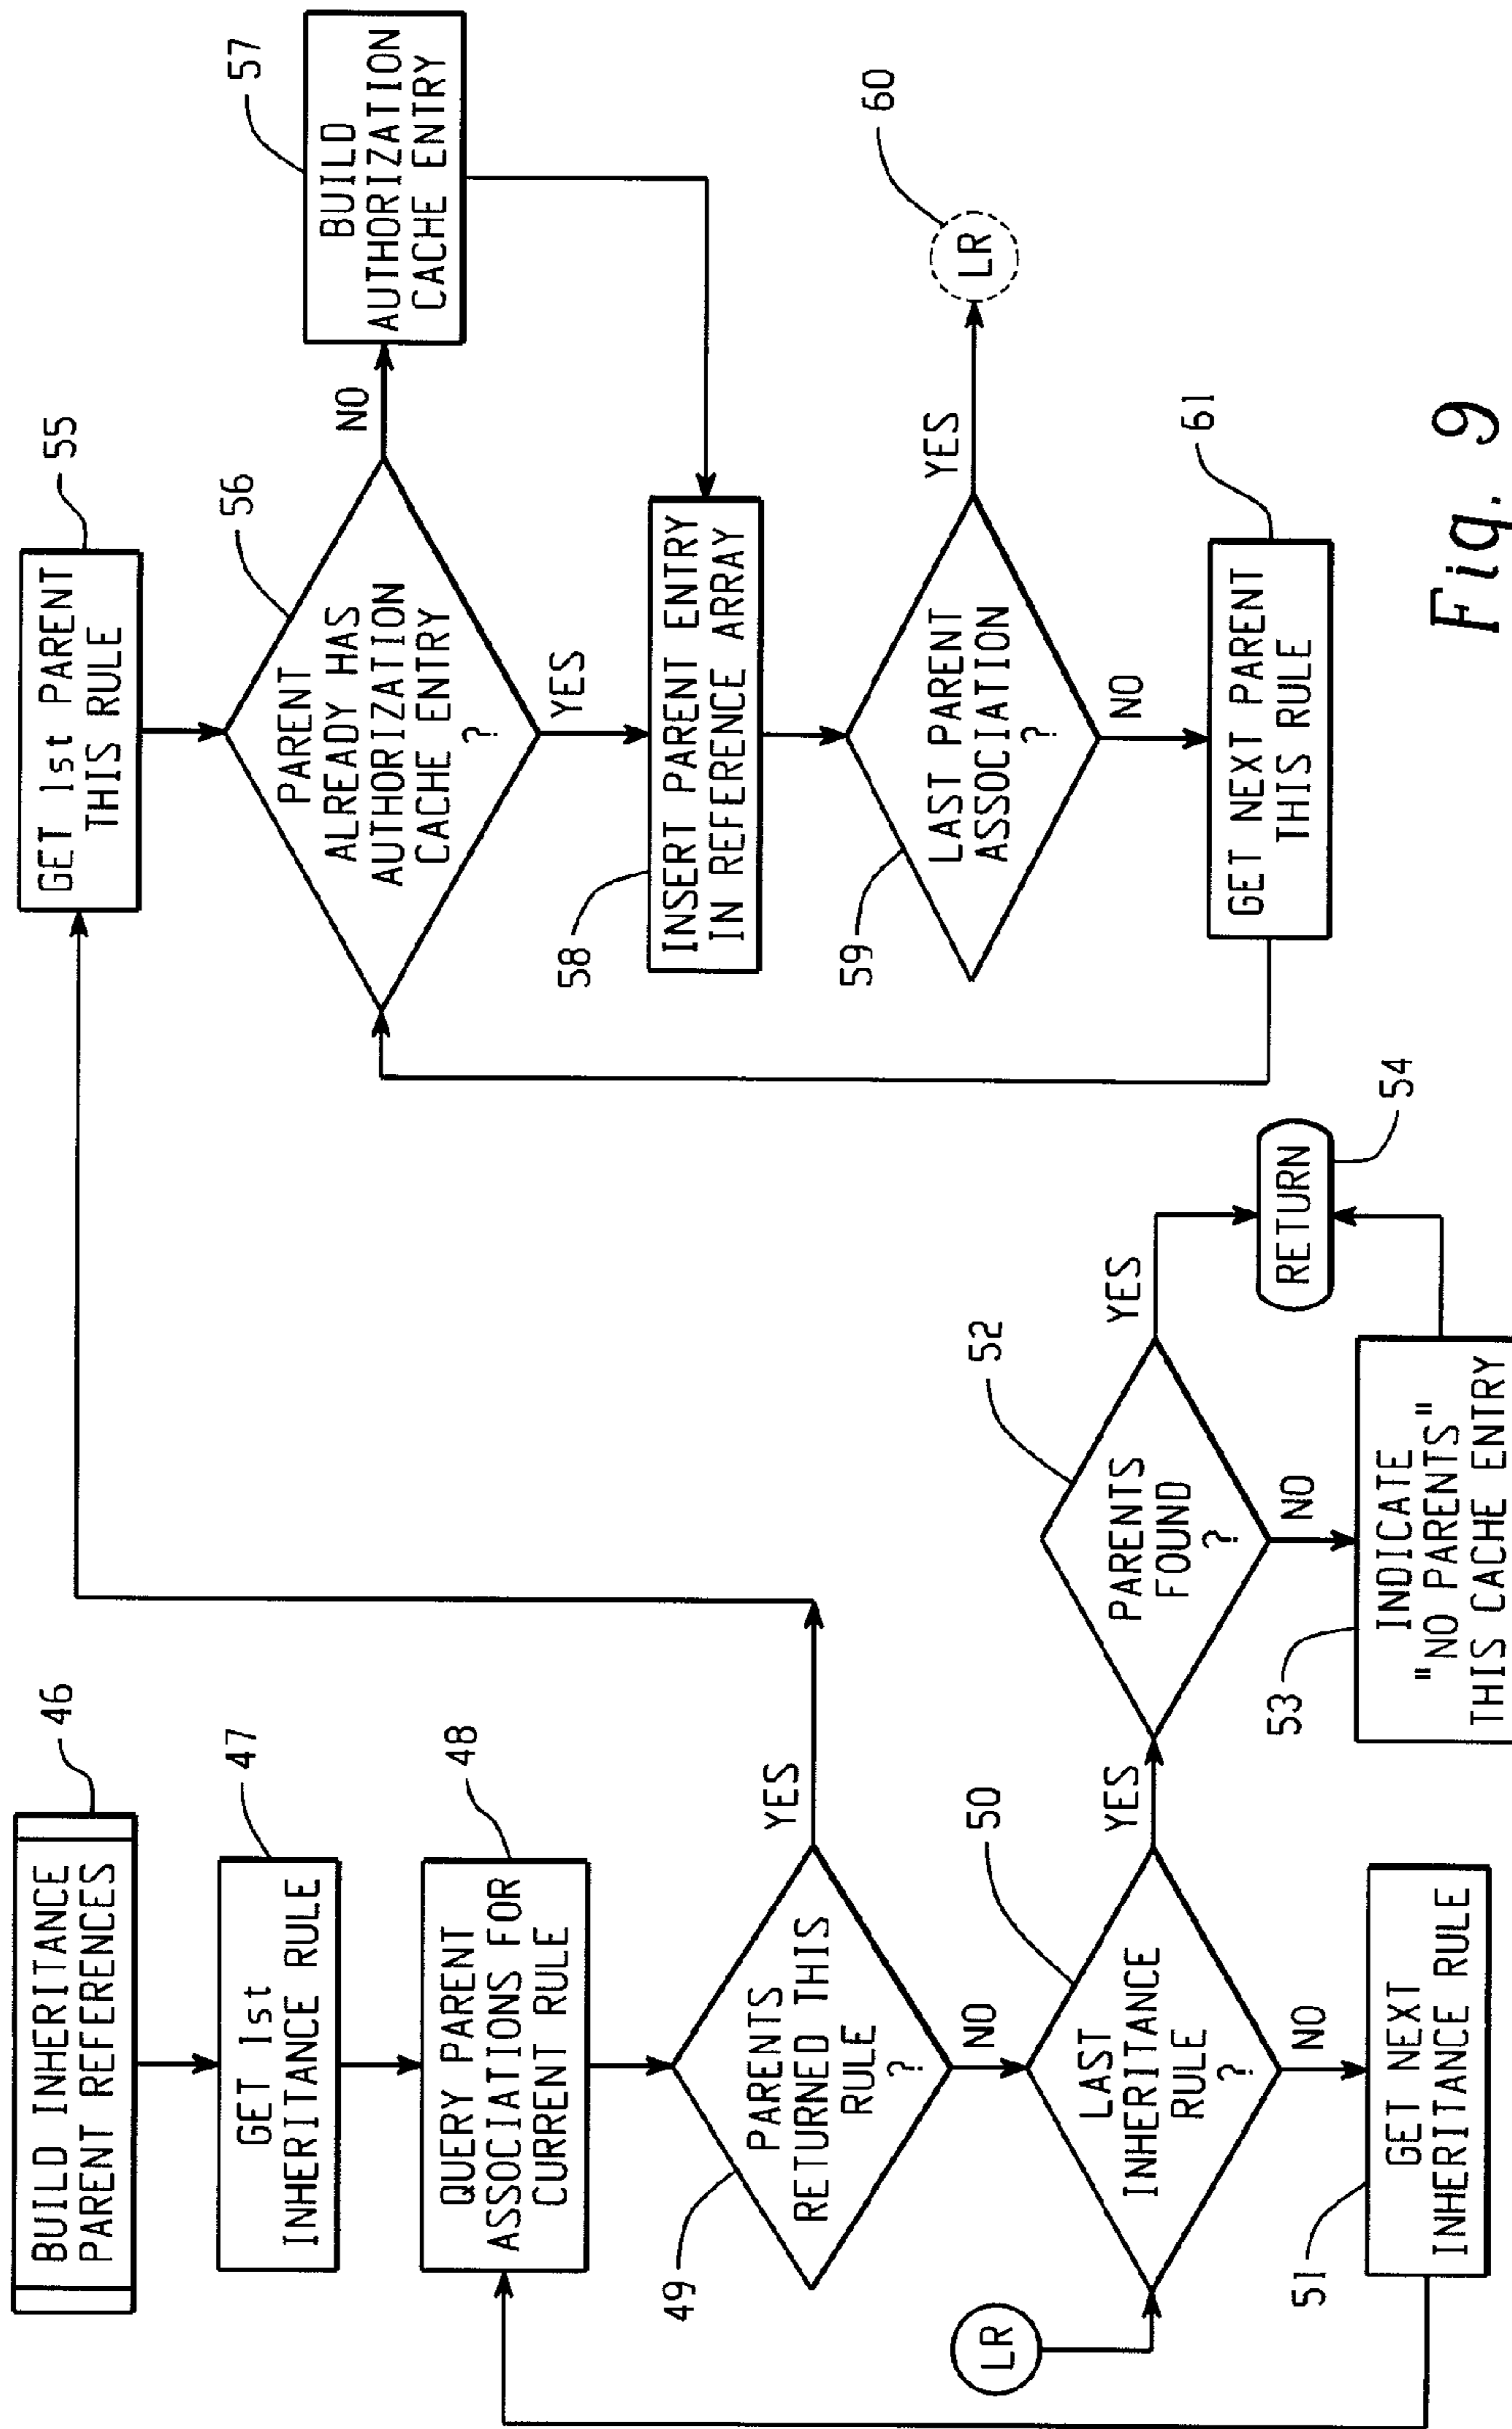 BUILD INHERITANCE
PARENT REFERENCES
46
GET 1st
INHERITANCE RULE
47
QUERY PARENT
ASSOCIATIONS FOR
CURRENT RULE
48
PARENTS
RETURNED THIS
RULE
?
49
YES
NO
LR
LAST
INHERITANCE
RULE
?
50
YES
NO
GET NEXT
INHERITANCE RULE
51
PARENTS
FOUND
?
52
YES
NO
INDICATE
"NO PARENTS"
THIS CACHE ENTRY
53
RETURN
54
GET 1st PARENT
THIS RULE
55
PARENT
ALREADY HAS
AUTHORIZATION
CACHE ENTRY
?
56
NO
YES
BUILD
AUTHORIZATION
CACHE ENTRY
57
INSERT PARENT ENTRY
IN REFERENCE ARRAY
58
LAST PARENT
ASSOCIATION
?
59
YES
NO
LR
60
GET NEXT PARENT
THIS RULE
61
Fig. 9